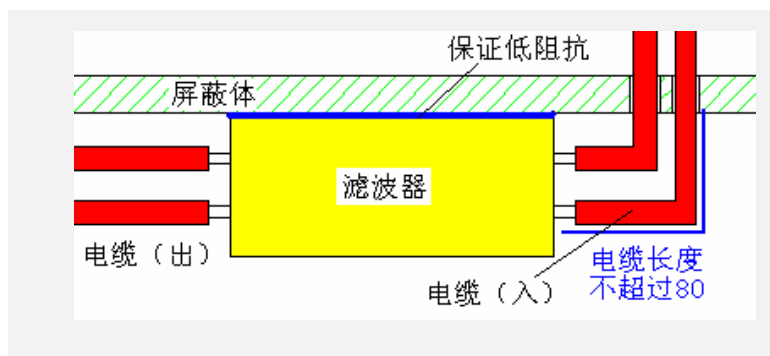 保证低阻抗
屏蔽体
滤波器
电缆（出）
电缆（入）
电缆长度
不超过80